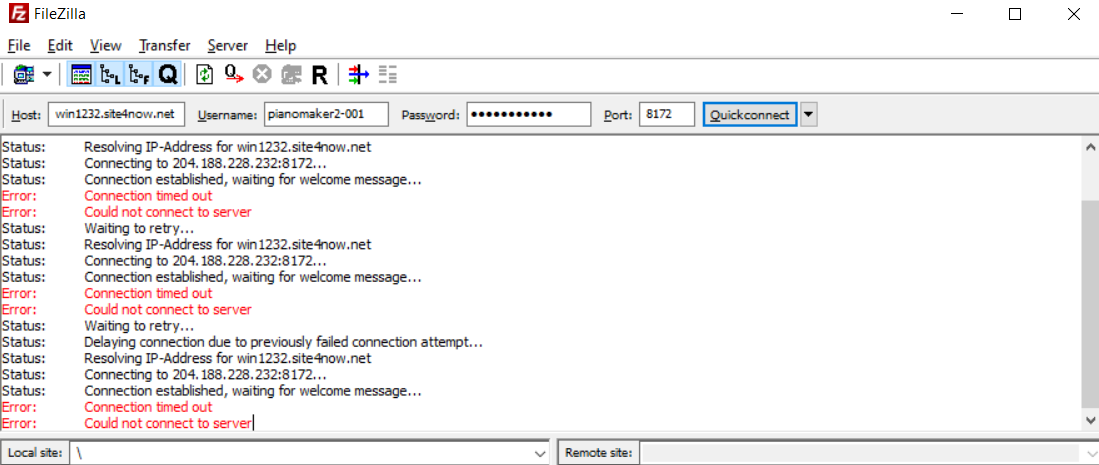 FileZilla
File Edit View Transfer Server Help
Host: win1232.site4now.net Username: pianomaker2-001 Password: ●●●●●●●●●●● Port: 8172 Quickconnect
Status: Resolving IP-Address for win1232.site4now.net
Status: Connecting to 204.188.228.232:8172...
Status: Connection established, waiting for welcome message...
Error: Connection timed out
Error: Could not connect to server
Status: Waiting to retry...
Status: Resolving IP-Address for win1232.site4now.net
Status: Connecting to 204.188.228.232:8172...
Status: Connection established, waiting for welcome message...
Error: Connection timed out
Error: Could not connect to server
Status: Waiting to retry...
Status: Delaying connection due to previously failed connection attempt...
Status: Resolving IP-Address for win1232.site4now.net
Status: Connecting to 204.188.228.232:8172...
Status: Connection established, waiting for welcome message...
Error: Connection timed out
Error: Could not connect to server
Local site: \ Remote site: